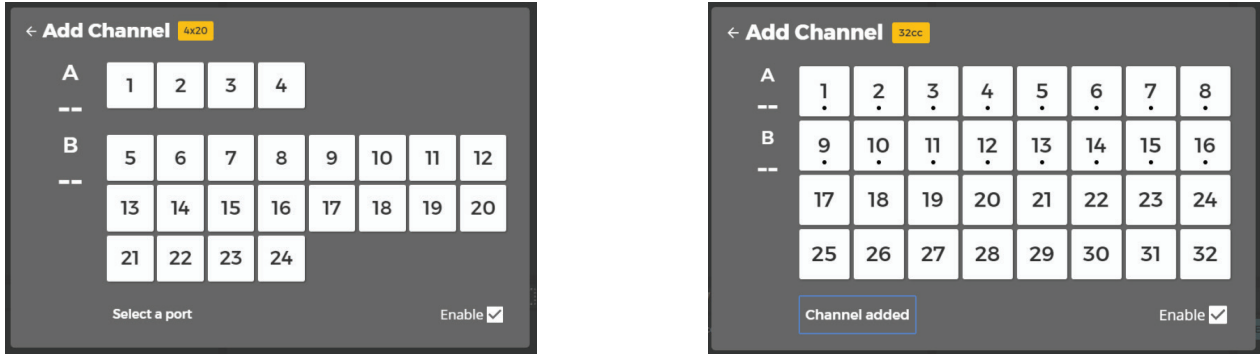 ← Add Channel 4x20
A 1 2 3 4
--
B 5 6 7 8 9 10 11 12
--
13 14 15 16 17 18 19 20
21 22 23 24
Select a port Enable
← Add Channel 32cc
A 1 2 3 4 5 6 7 8
--
B 9 10 11 12 13 14 15 16
--
17 18 19 20 21 22 23 24
25 26 27 28 29 30 31 32
Channel added Enable